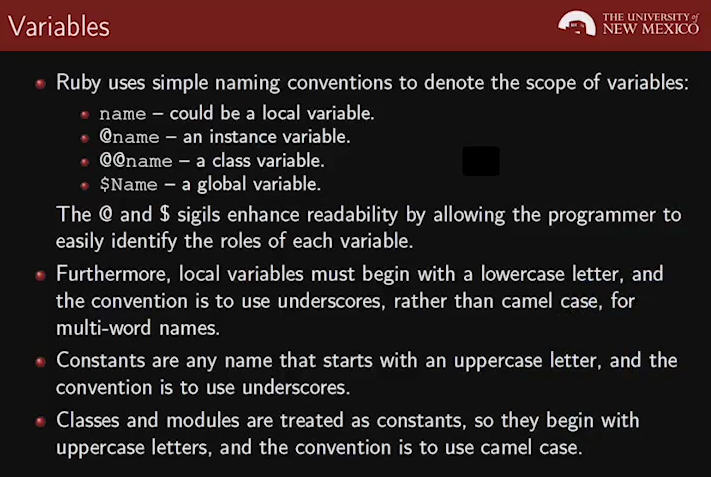 Variables
THE UNIVERSITY of
NEW MEXICO
Ruby uses simple naming conventions to denote the scope of variables:
name – could be a local variable.
@name – an instance variable.
@@name – a class variable.
$Name – a global variable.
The @ and $ sigils enhance readability by allowing the programmer to
easily identify the roles of each variable.
Furthermore, local variables must begin with a lowercase letter, and
the convention is to use underscores, rather than camel case, for
multi-word names.
Constants are any name that starts with an uppercase letter, and the
convention is to use underscores.
Classes and modules are treated as constants, so they begin with
uppercase letters, and the convention is to use camel case.